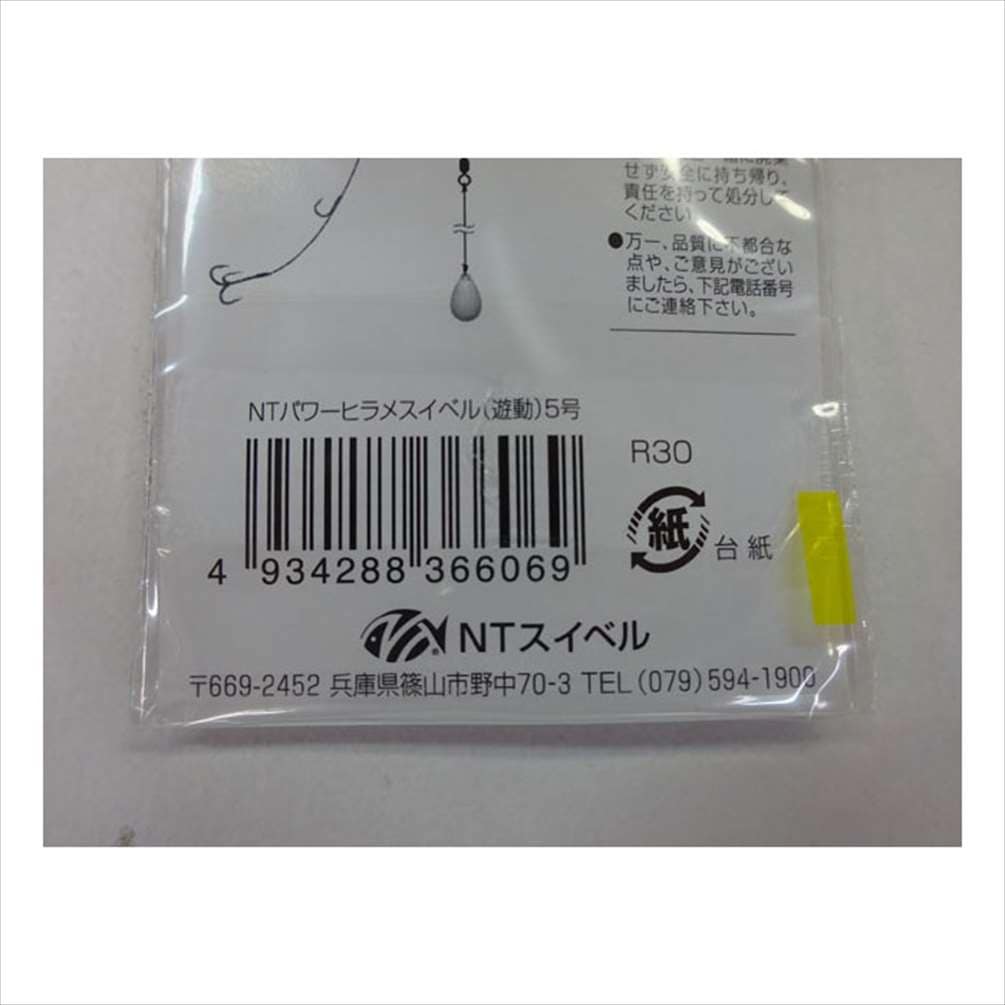 せず安全に持ち帰り、
責任を持って処分して
ください
●万一、品質に不都合な
点や、ご意見がござい
ましたら、下記電話番号
にご連絡下さい。
NTパワーヒラメスイベル(遊動)5号
R30
紙
台紙
4 934288 366069
NTスイベル
〒669-2452 兵庫県篠山市野中70-3 TEL(079)594-1900